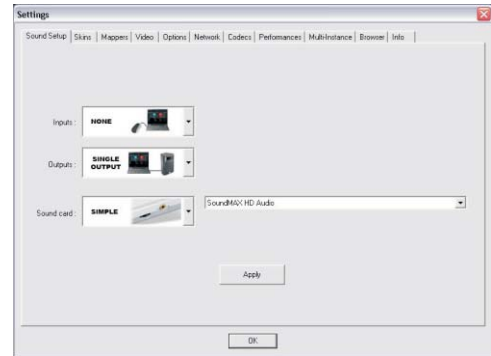 Settings
Sound Setup Skins Mappers Video Options Network Codecs Performances Multi-Instance Browser Info
Inputs : NONE
Outputs : SINGLE OUTPUT
Sound card : SIMPLE SoundMAX HD Audio
Apply
OK